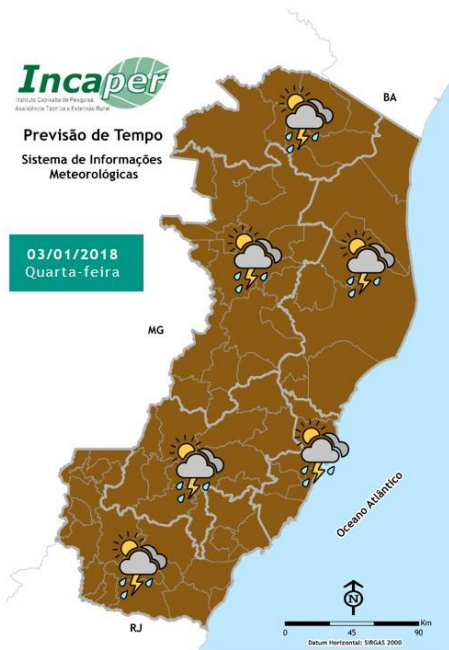 Incaper
Instituto Capixaba de Pesquisa,
Assistência Técnica e Extensão Rural
Previsão de Tempo
Sistema de Informações
Meteorológicas
03/01/2018
Quarta-feira
BA
MG
Oceano Atlântico
RJ
N
Km
0 45 90
Datum Horizontal: SIRGAS 2000